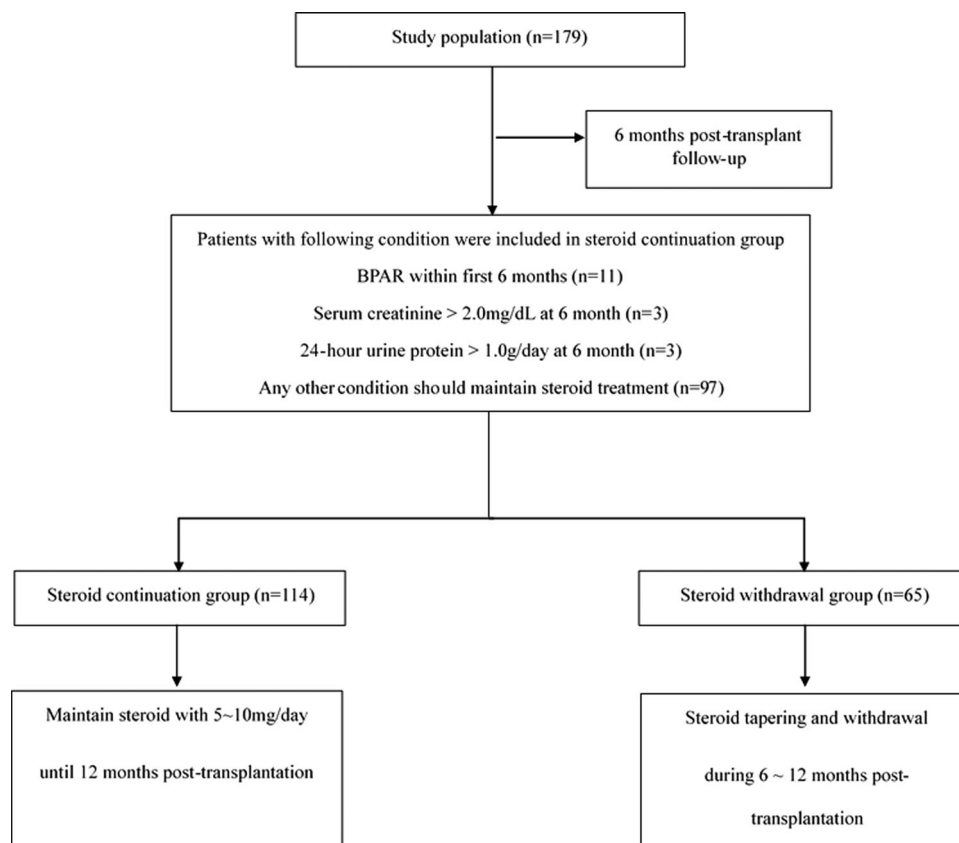 Study population (n=179)
6 months post-transplant
follow-up
Patients with following condition were included in steroid continuation group
BPAR within first 6 months (n=11)
Serum creatinine > 2.0mg/dL at 6 month (n=3)
24-hour urine protein > 1.0g/day at 6 month (n=3)
Any other condition should maintain steroid treatment (n=97)
Steroid continuation group (n=114)
Steroid withdrawal group (n=65)
Maintain steroid with 5~10mg/day
until 12 months post-transplantation
Steroid tapering and withdrawal
during 6 ~ 12 months post-
transplantation